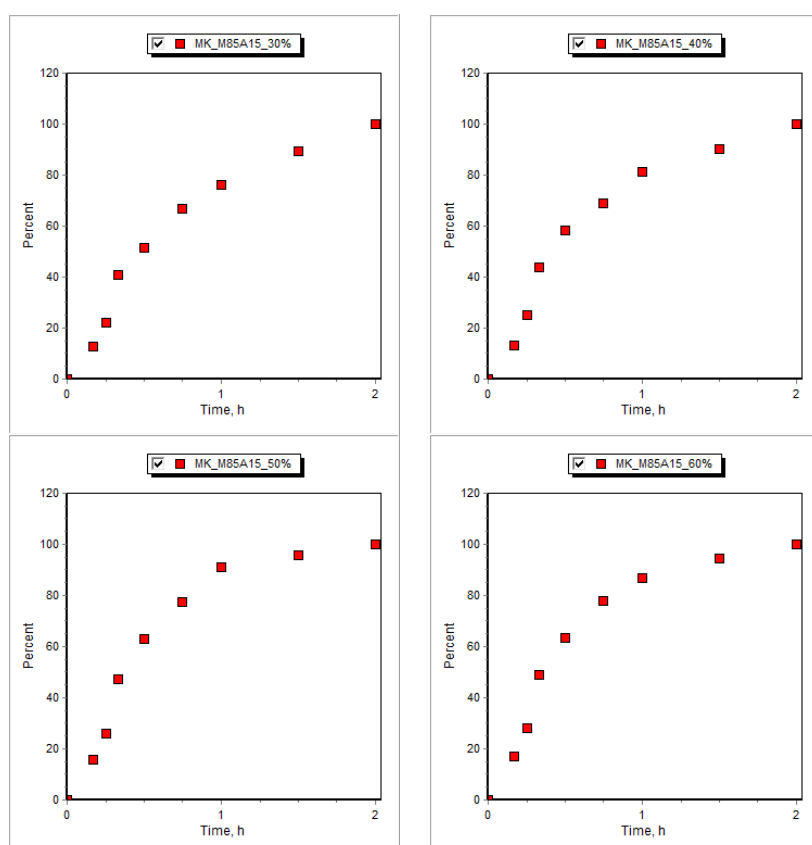 MK_M85A15_30%
120
100
80
60
40
20
0
Percent
0 1 2
Time, h
MK_M85A15_40%
120
100
80
60
40
20
0
Percent
0 1 2
Time, h
MK_M85A15_50%
120
100
80
60
40
20
0
Percent
0 1 2
Time, h
MK_M85A15_60%
120
100
80
60
40
20
0
Percent
0 1 2
Time, h